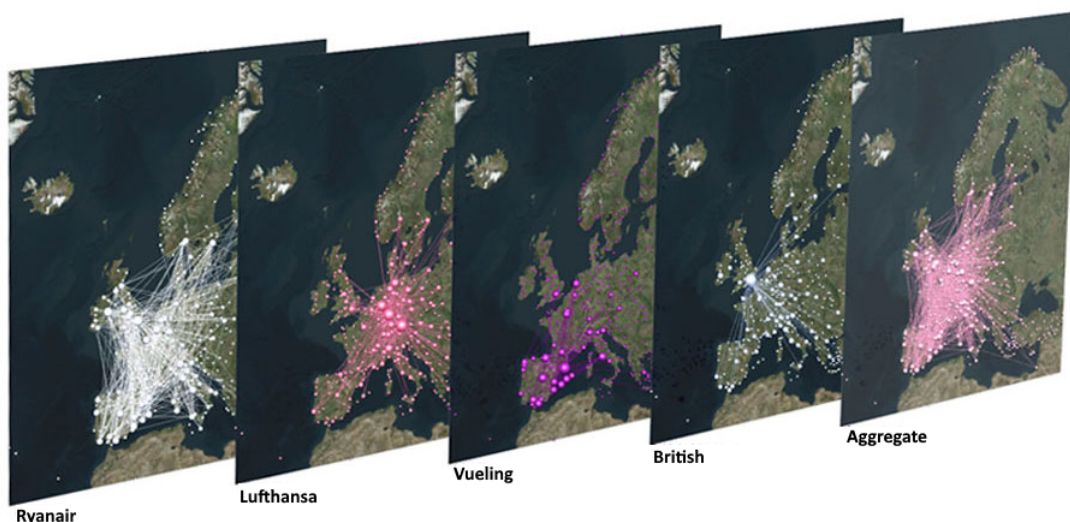 Ryanair
Lufthansa
Vueling
British
Aggregate